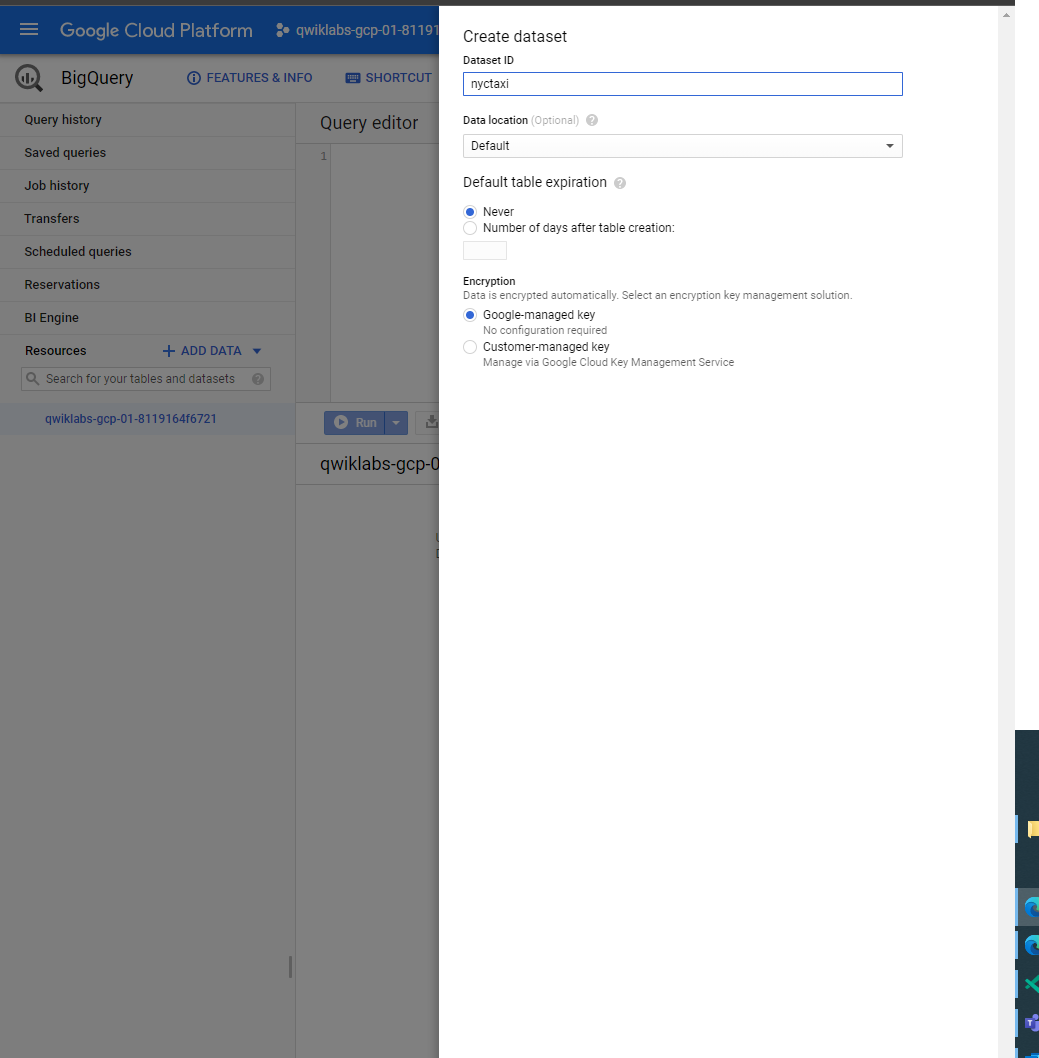 Google Cloud Platform
qwiklabs-gcp-01-81191
BigQuery
FEATURES & INFO
SHORTCUT
Query history
Saved queries
Job history
Transfers
Scheduled queries
Reservations
BI Engine
Resources
ADD DATA
Search for your tables and datasets
qwiklabs-gcp-01-8119164f6721
Query editor
1
Run
qwiklabs-gcp-0
Create dataset
Dataset ID
nyctaxi
Data location (Optional)
Default
Default table expiration
Never
Number of days after table creation:
Encryption
Data is encrypted automatically. Select an encryption key management solution.
Google-managed key
No configuration required
Customer-managed key
Manage via Google Cloud Key Management Service